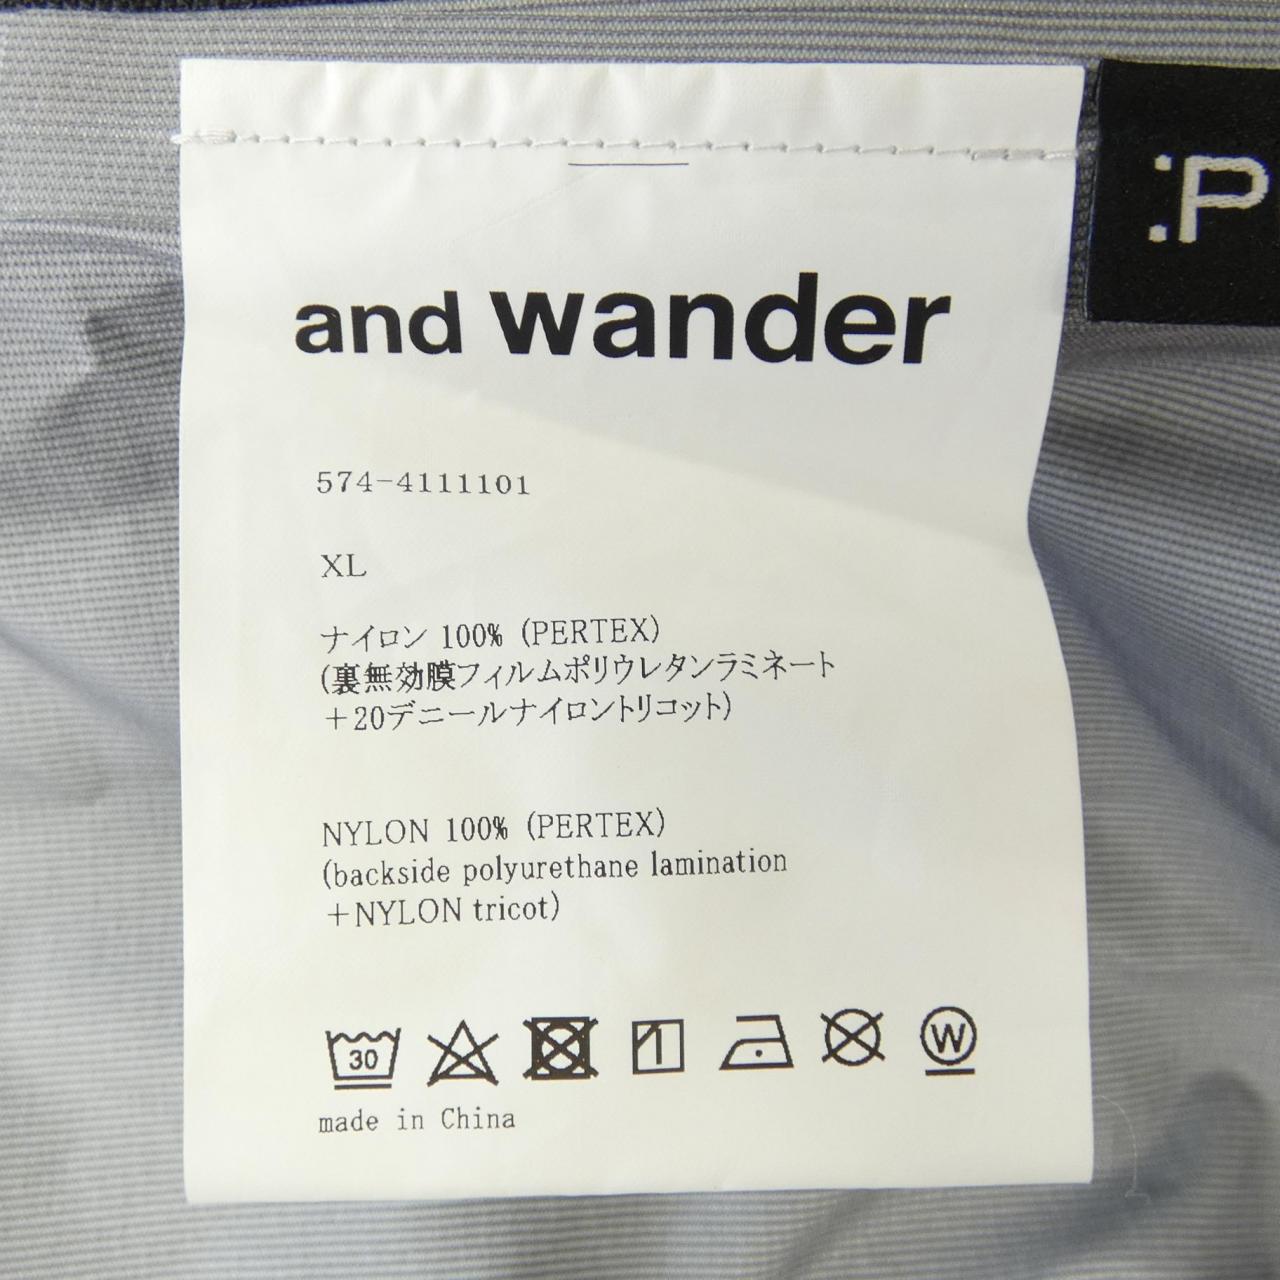 and wander
:P
574-4111101
XL
ナイロン 100% (PERTEX)
(裏無効膜フィルムポリウレタンラミネート
+20デニールナイロントリコット)
NYLON 100% (PERTEX)
(backside polyurethane lamination
+NYLON tricot)
30
W
made in China